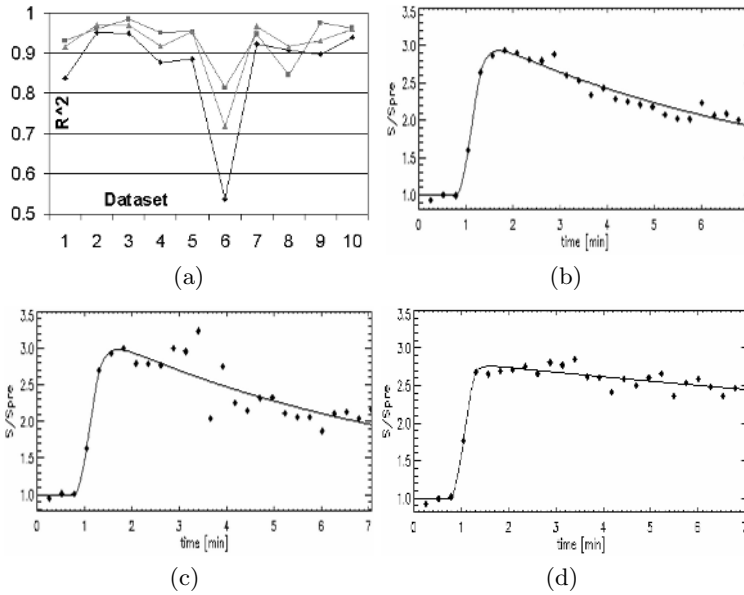 1
0.9
0.8
0.7
0.6
0.5
R^2
Dataset
1 2 3 4 5 6 7 8 9 10
(a)
3.5
3.0
2.5
2.0
1.5
1.0
S/Spre
0 1 2 3 4 5 6
time [min]
(b)
3.5
3.0
2.5
2.0
1.5
1.0
S/Spre
0 1 2 3 4 5 6 7
time [min]
(c)
3.5
3.0
2.5
2.0
1.5
1.0
S/Spre
0 1 2 3 4 5 6 7
time [min]
(d)